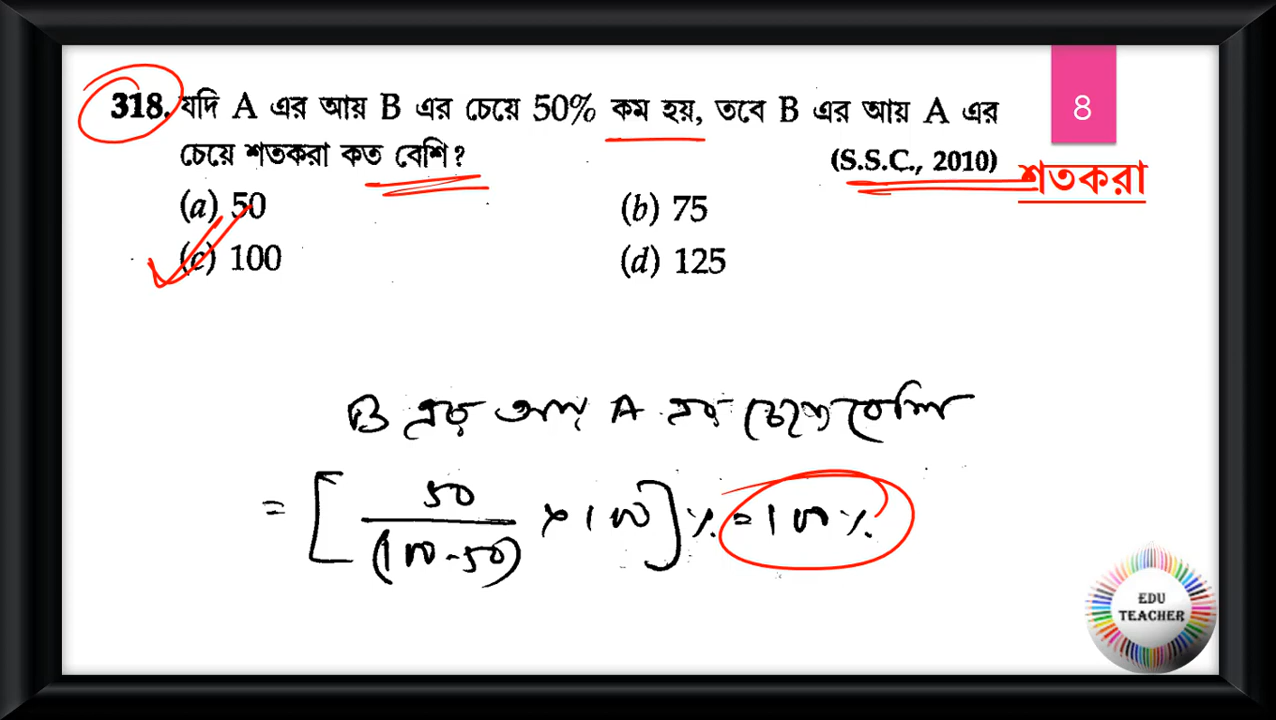 318. যদি A এর আয় B এর চেয়ে 50% কম হয়, তবে B এর আয় A এর
চেয়ে শতকরা কত বেশি?
(S.S.C., 2010)
8
শতকরা
(a) 50
(b) 75
(c) 100
(d) 125
B এর আয় A এর চেয়ে বেশি
= [ 50 / (100-50) × 100 ] % = 100%
EDU
TEACHER